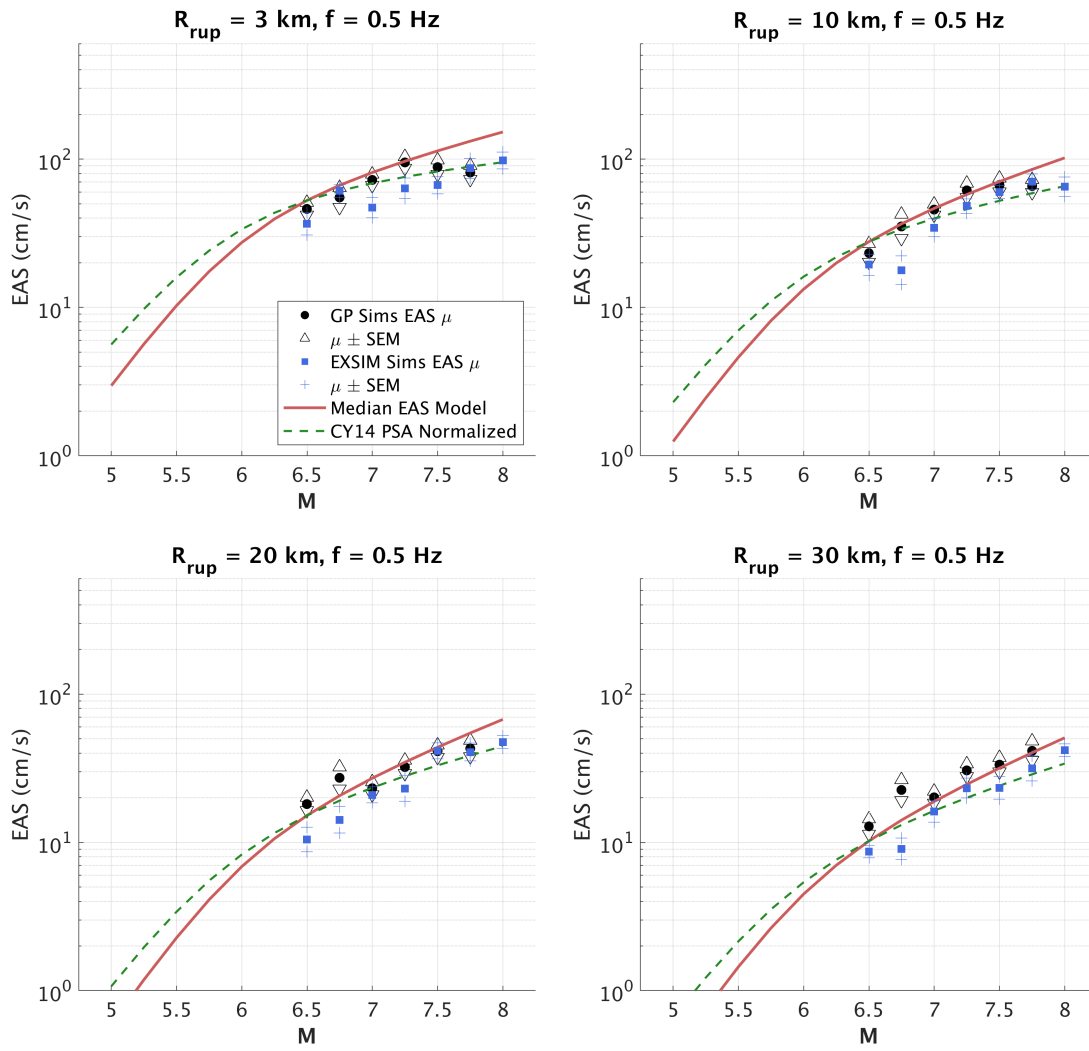 R_rup = 3 km, f = 0.5 Hz
EAS (cm/s)
10^2
10^1
10^0
5 5.5 6 6.5 7 7.5 8
M
GP Sims EAS μ
μ ± SEM
EXSIM Sims EAS μ
μ ± SEM
Median EAS Model
CY14 PSA Normalized
R_rup = 10 km, f = 0.5 Hz
EAS (cm/s)
10^2
10^1
10^0
5 5.5 6 6.5 7 7.5 8
M
R_rup = 20 km, f = 0.5 Hz
EAS (cm/s)
10^2
10^1
10^0
5 5.5 6 6.5 7 7.5 8
M
R_rup = 30 km, f = 0.5 Hz
EAS (cm/s)
10^2
10^1
10^0
5 5.5 6 6.5 7 7.5 8
M